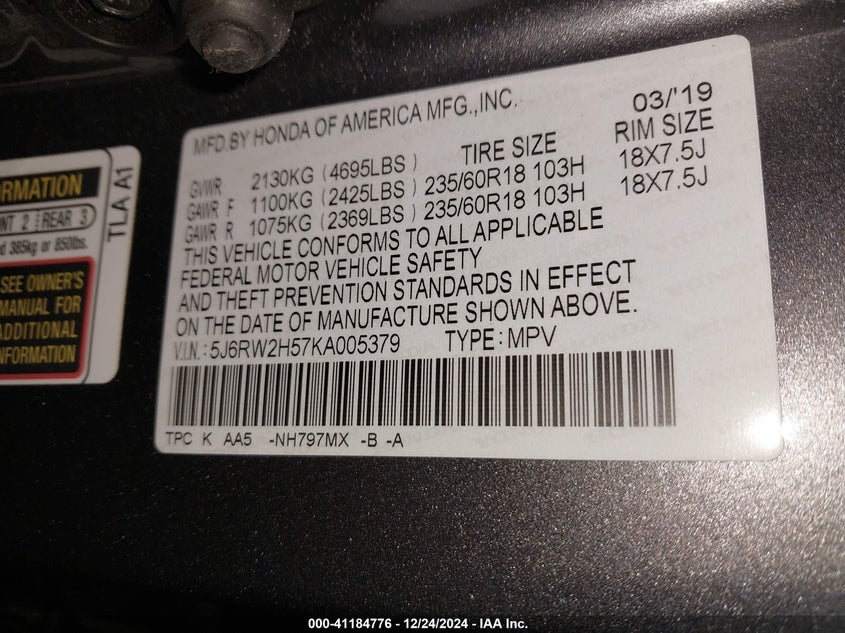 MFD.BY HONDA OF AMERICA MFG.,INC. 03/'19
TIRE SIZE RIM SIZE
GVWR 2130KG (4695LBS)
GAWR F 1100KG (2425LBS) 235/60R18 103H 18X7.5J
GAWR R 1075KG (2369LBS) 235/60R18 103H 18X7.5J
THIS VEHICLE CONFORMS TO ALL APPLICABLE
FEDERAL MOTOR VEHICLE SAFETY
AND THEFT PREVENTION STANDARDS IN EFFECT
ON THE DATE OF MANUFACTURE SHOWN ABOVE.
V.I.N.: 5J6RW2H57KA005379 TYPE: MPV
TPC K AA5 -NH797MX -B -A
TLA A1
2 REAR 3
385kg or 850lbs.
SEE OWNER'S
MANUAL FOR
000-41184776 - 12/24/2024 - IAA Inc.